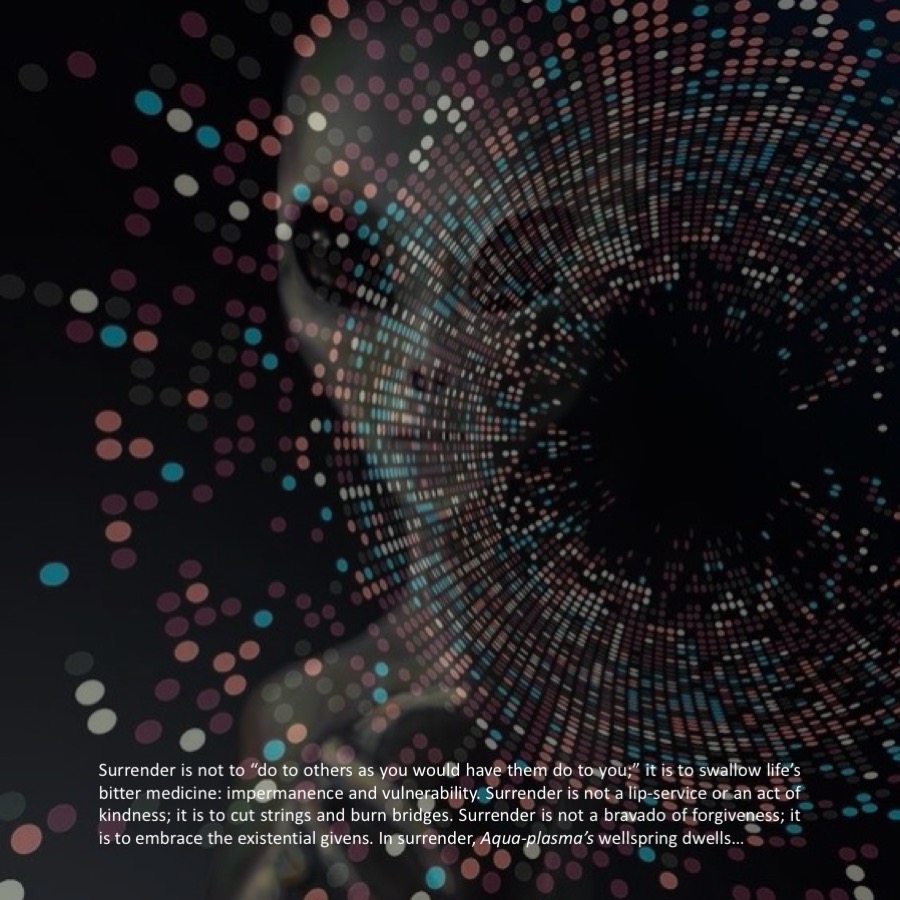 Surrender is not to “do to others as you would have them do to you;” it is to swallow life’s
bitter medicine: impermanence and vulnerability. Surrender is not a lip-service or an act of
kindness; it is to cut strings and burn bridges. Surrender is not a bravado of forgiveness; it
is to embrace the existential givens. In surrender, Aqua-plasma’s wellspring dwells…